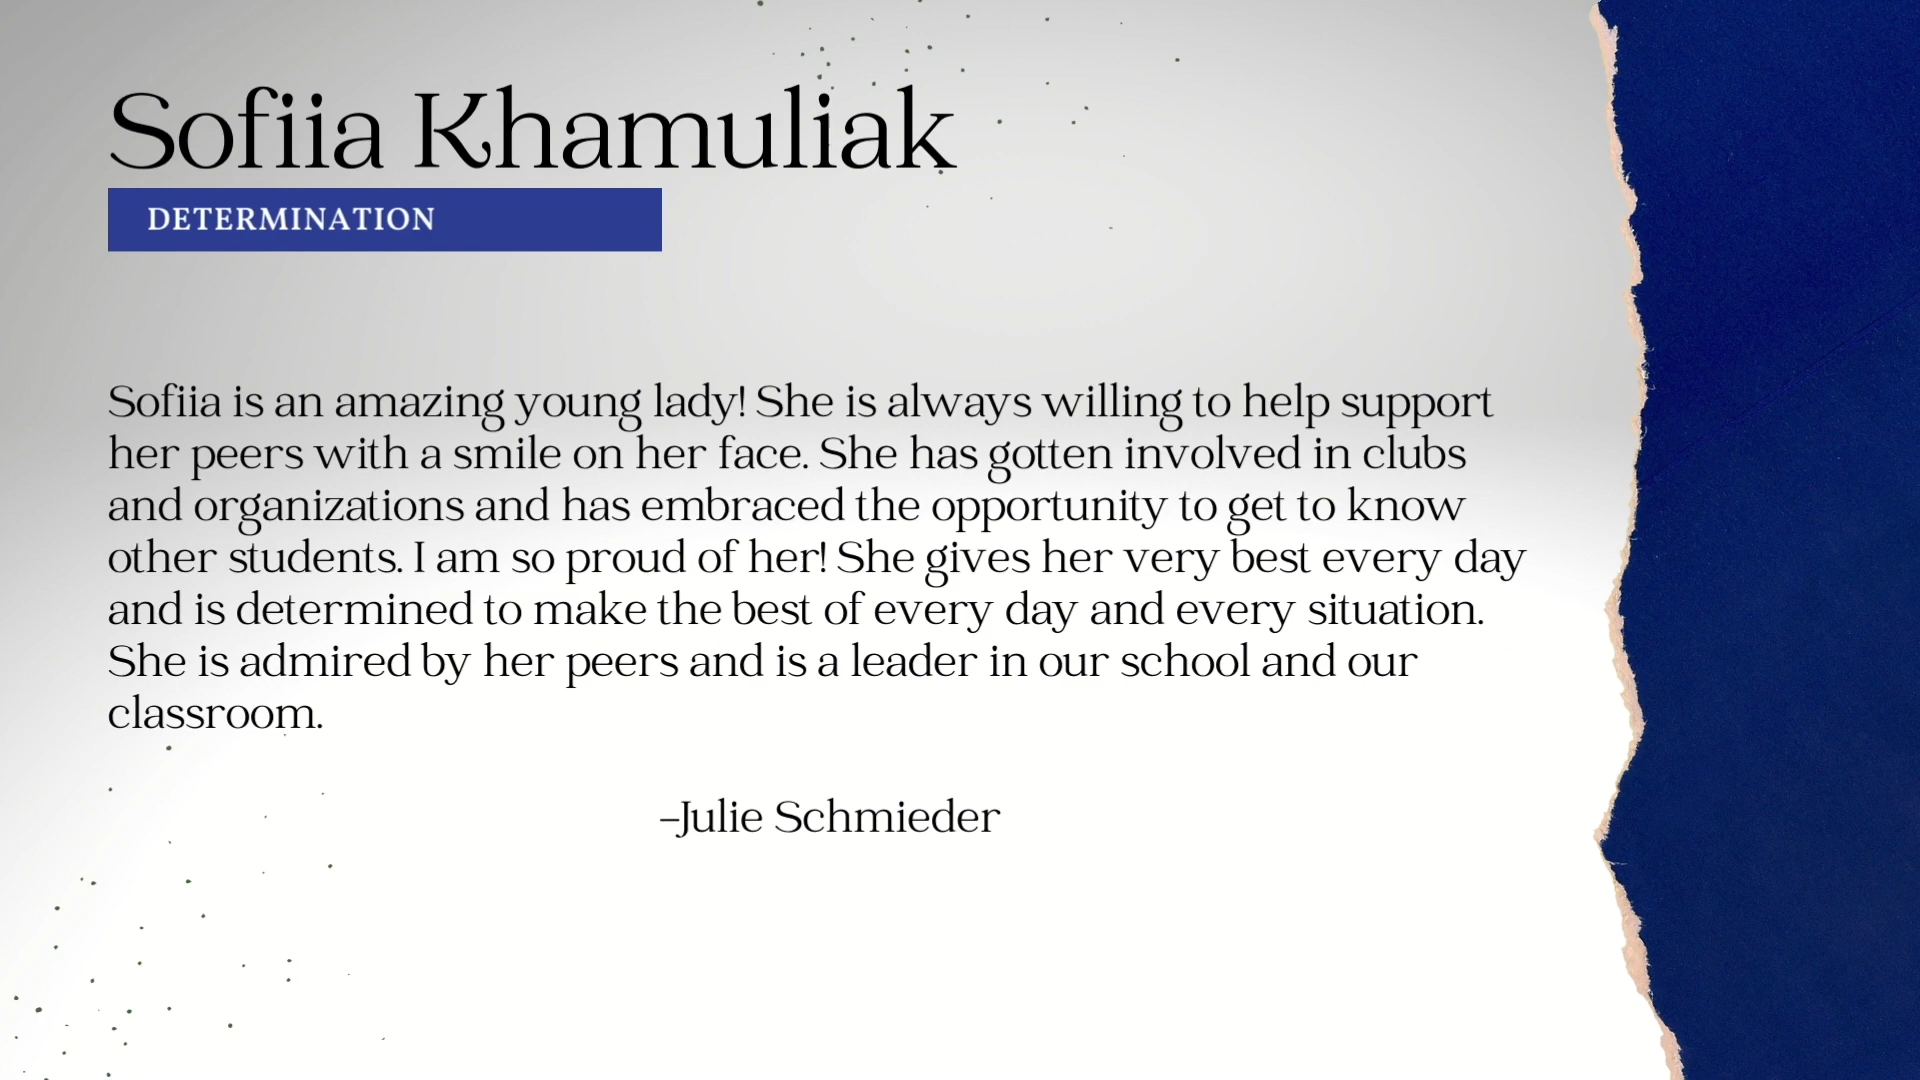 Sofiia Khamuliak
DETERMINATION
Sofiia is an amazing young lady! She is always willing to help support
her peers with a smile on her face. She has gotten involved in clubs
and organizations and has embraced the opportunity to get to know
other students. I am so proud of her! She gives her very best every day
and is determined to make the best of every day and every situation.
She is admired by her peers and is a leader in our school and our
classroom.
–Julie Schmieder